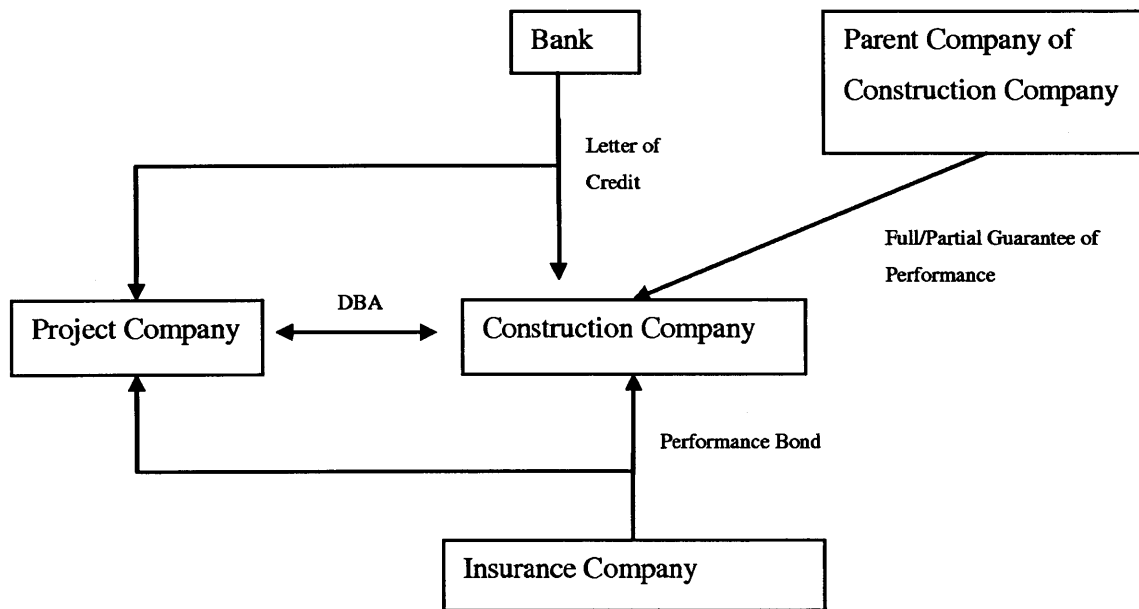 Bank
Parent Company of
Construction Company
Letter of
Credit
Full/Partial Guarantee of
Performance
DBA
Project Company
Construction Company
Performance Bond
Insurance Company